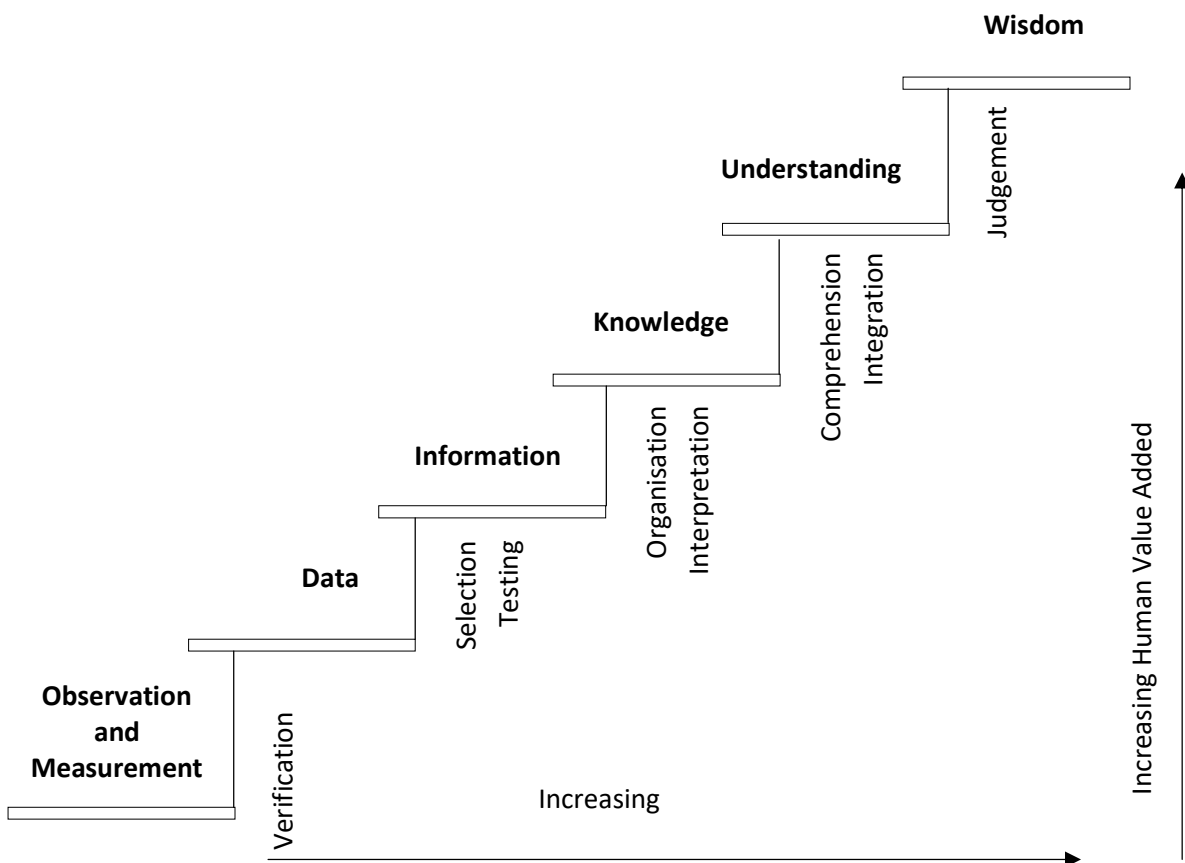 Wisdom
Judgement
Understanding
Comprehension
Integration
Knowledge
Organisation
Interpretation
Information
Selection
Testing
Data
Observation
and
Measurement
Verification
Increasing
Increasing Human Value Added